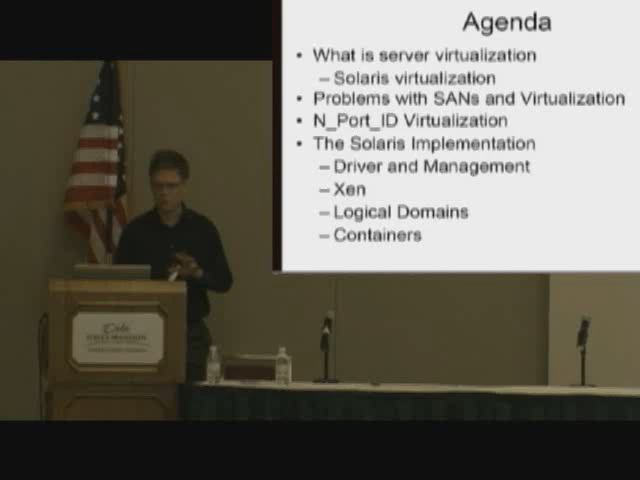 Agenda
• What is server virtualization
– Solaris virtualization
• Problems with SANs and Virtualization
• N_Port_ID Virtualization
• The Solaris Implementation
– Driver and Management
– Xen
– Logical Domains
– Containers